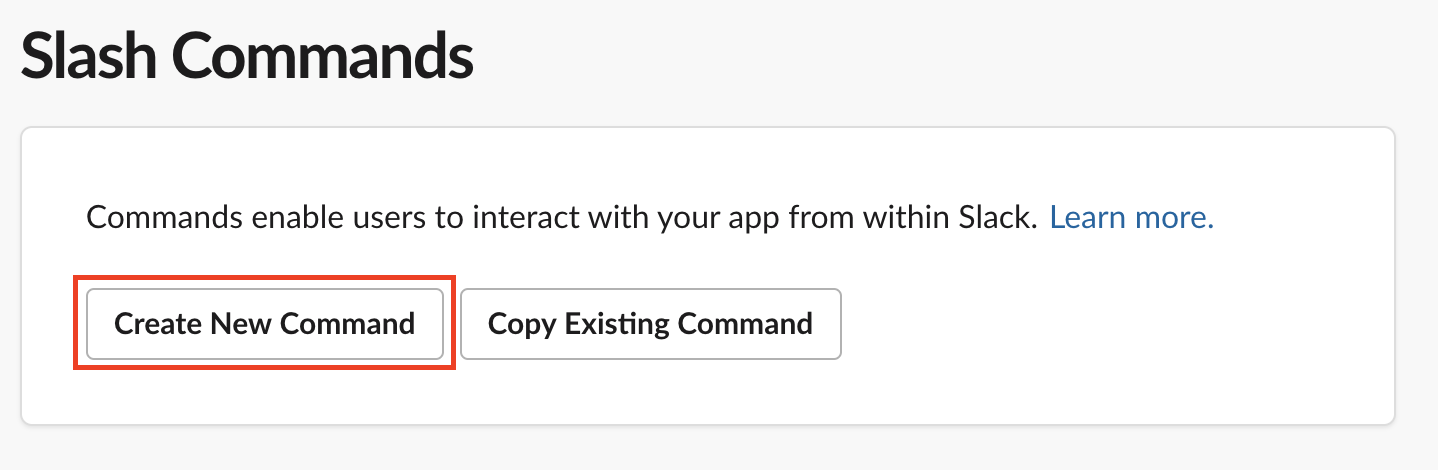 Slash Commands
Commands enable users to interact with your app from within Slack. Learn more.
Create New Command Copy Existing Command